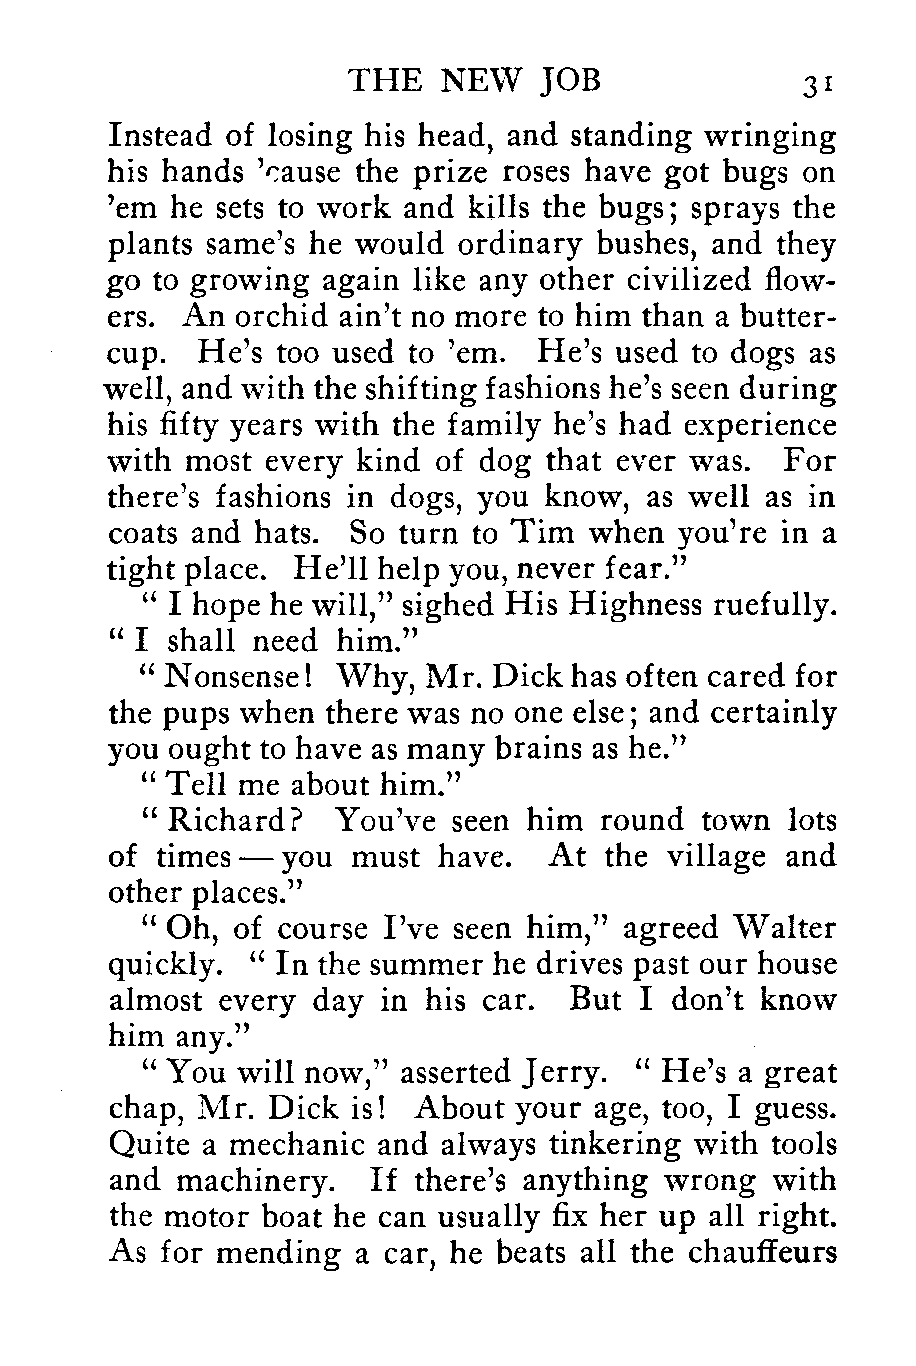 THE NEW JOB 31
Instead of losing his head, and standing wringing
his hands 'cause the prize roses have got bugs on
'em he sets to work and kills the bugs; sprays the
plants same's he would ordinary bushes, and they
go to growing again like any other civilized flow-
ers. An orchid ain't no more to him than a butter-
cup. He's too used to 'em. He's used to dogs as
well, and with the shifting fashions he's seen during
his fifty years with the family he's had experience
with most every kind of dog that ever was. For
there's fashions in dogs, you know, as well as in
coats and hats. So turn to Tim when you're in a
tight place. He'll help you, never fear."
" I hope he will," sighed His Highness ruefully.
" I shall need him."
" Nonsense! Why, Mr. Dick has often cared for
the pups when there was no one else; and certainly
you ought to have as many brains as he."
" Tell me about him."
" Richard? You've seen him round town lots
of times — you must have. At the village and
other places."
" Oh, of course I've seen him," agreed Walter
quickly. " In the summer he drives past our house
almost every day in his car. But I don't know
him any."
" You will now," asserted Jerry. " He's a great
chap, Mr. Dick is! About your age, too, I guess.
Quite a mechanic and always tinkering with tools
and machinery. If there's anything wrong with
the motor boat he can usually fix her up all right.
As for mending a car, he beats all the chauffeurs